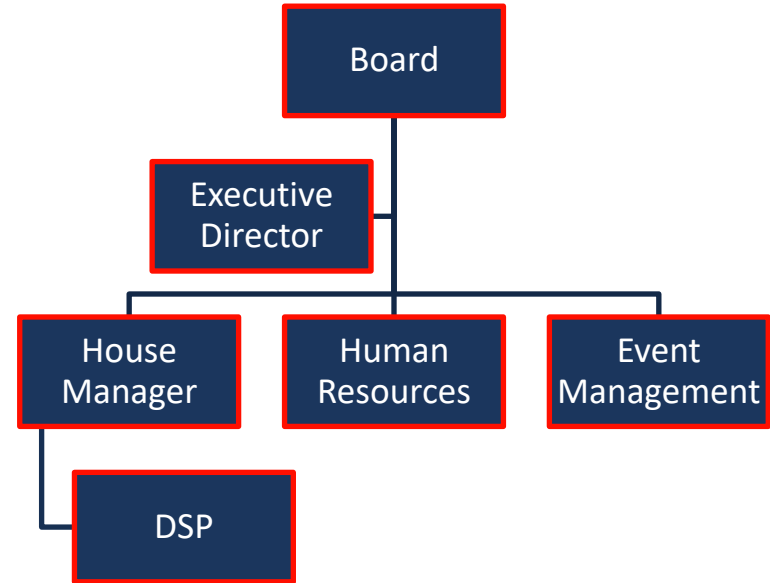 Board
Executive
Director
House
Manager
Human
Resources
Event
Management
DSP